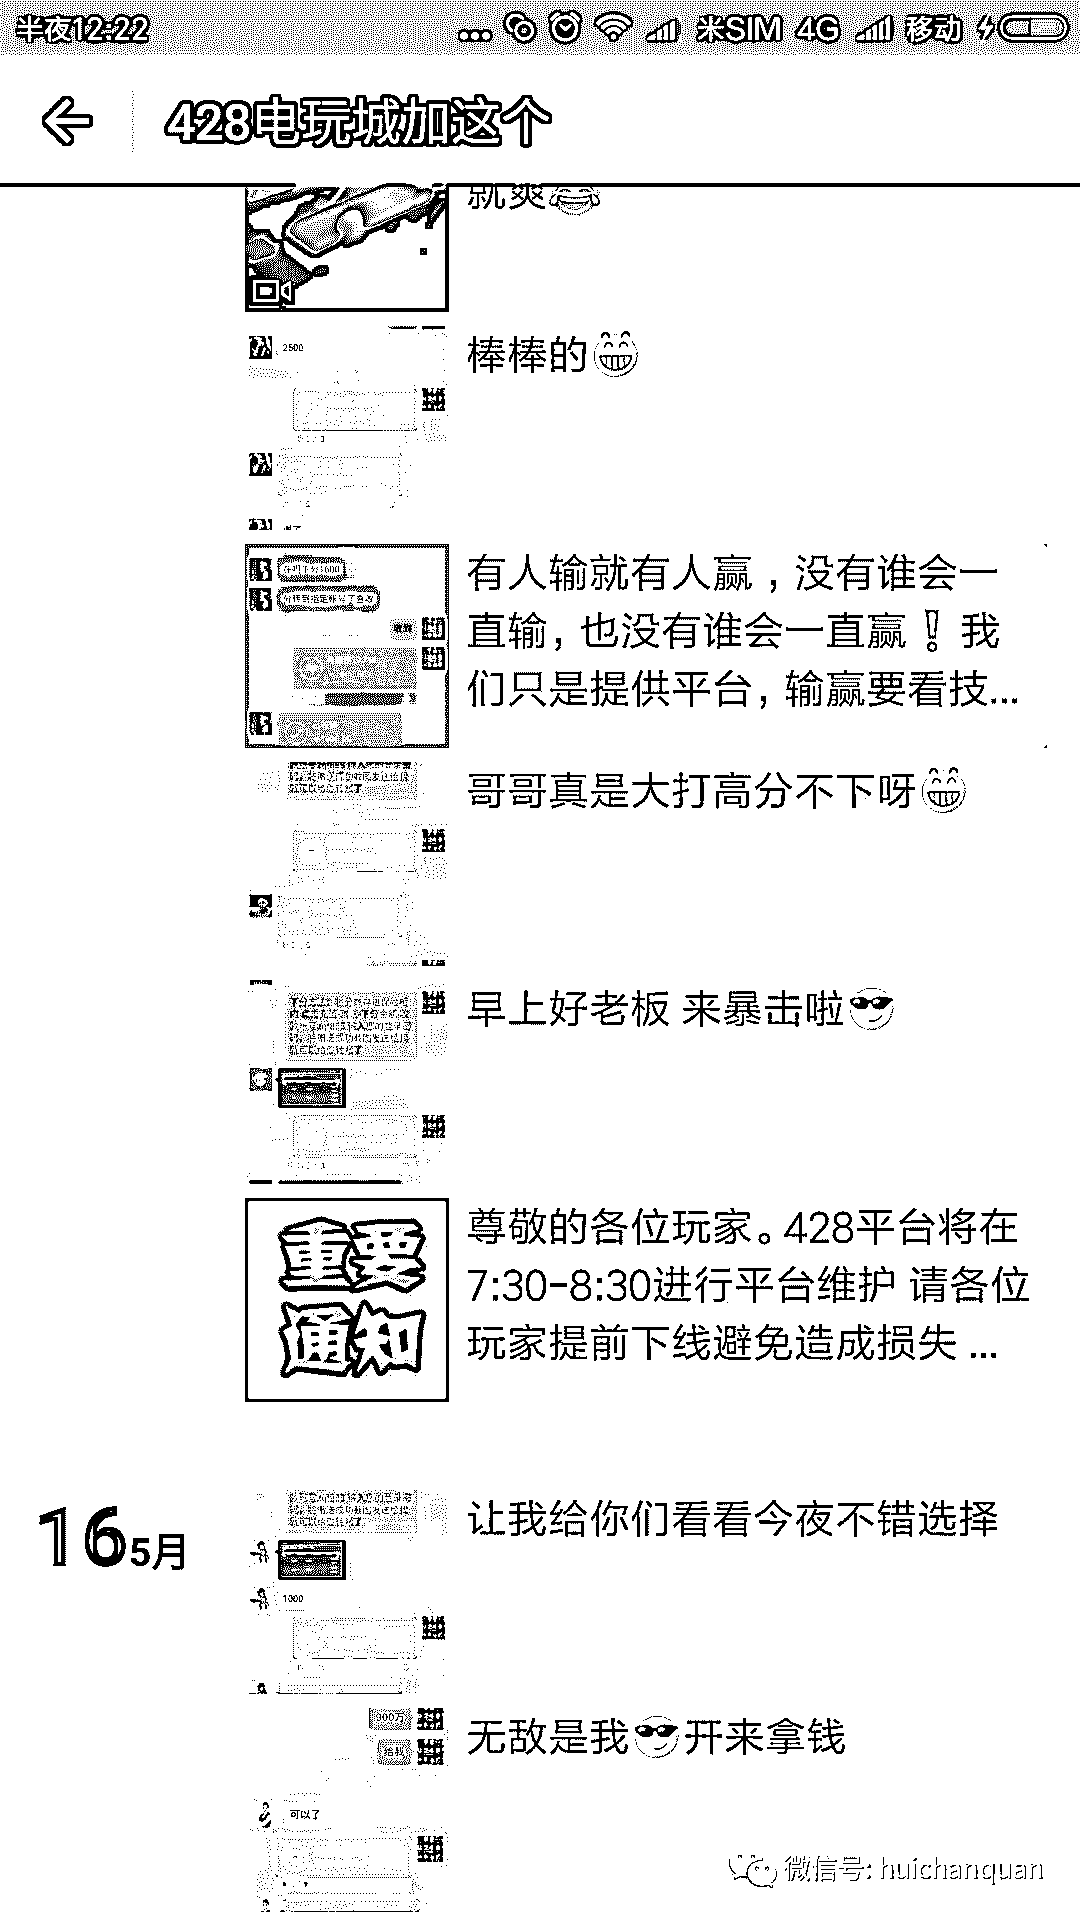 半夜12:22
米SIM 4G 移动
428电玩城加这个
就爽
2500
棒棒的
有人输就有人赢，没有谁会一
直输，也没有谁会一直赢！我
们只是提供平台，输赢要看技...
哥哥真是大打高分不下呀
早上好老板 来暴击啦
重要
通知
尊敬的各位玩家。428平台将在
7:30-8:30进行平台维护 请各位
玩家提前下线避免造成损失 ...
16 5月
让我给你们看看今夜不错选择
1000
无敌是我开来拿钱
可以了
微信号: huichanquan